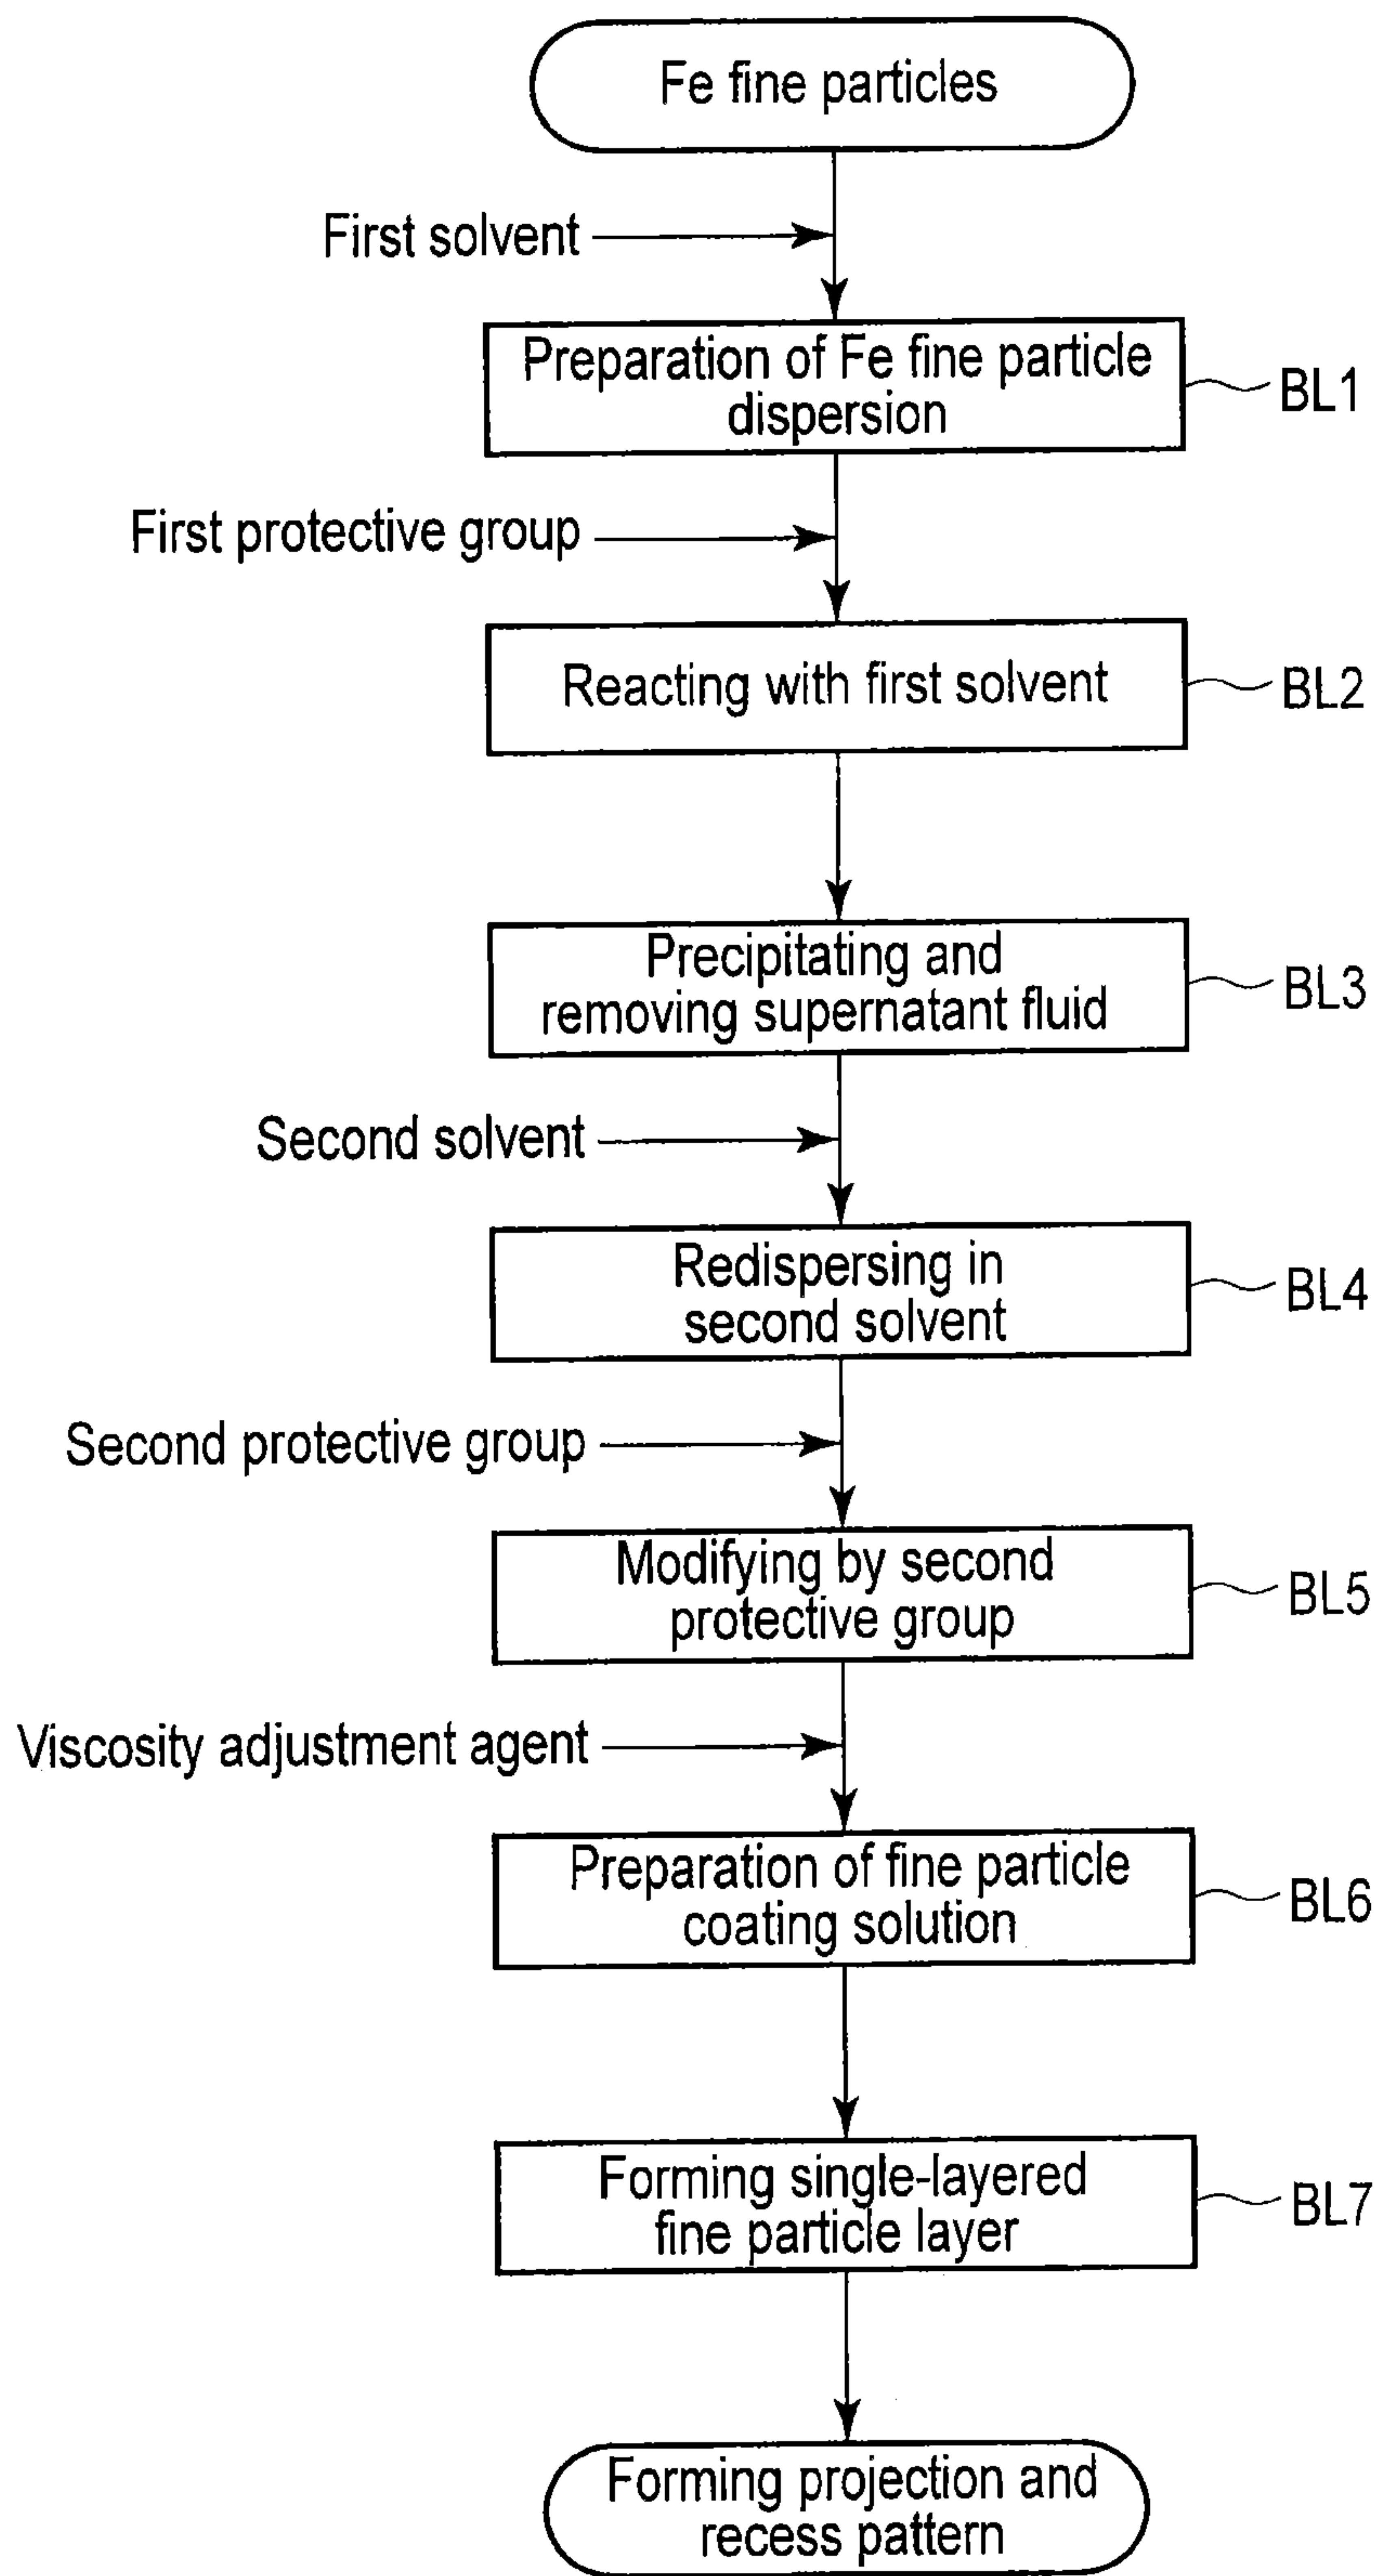 Fe fine particles
First solvent
Preparation of Fe fine particle
dispersion
BL1
First protective group
Reacting with first solvent
BL2
Precipitating and
removing supernatant fluid
BL3
Second solvent
Redispersing in
second solvent
BL4
Second protective group
Modifying by second
protective group
BL5
Viscosity adjustment agent
Preparation of fine particle
coating solution
BL6
Forming single-layered
fine particle layer
BL7
Forming projection and
recess pattern